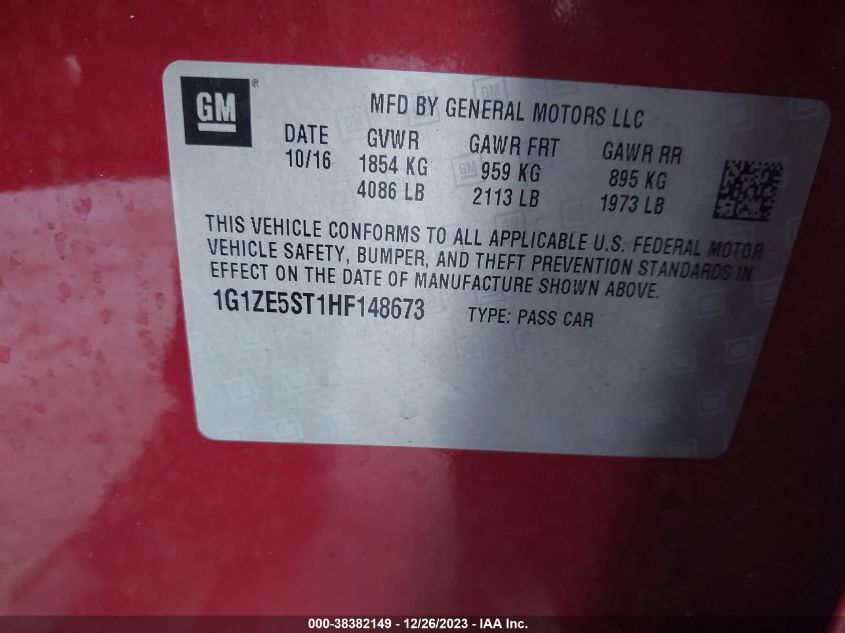 GM ®
MFD BY GENERAL MOTORS LLC
DATE GVWR GAWR FRT GAWR RR
10/16 1854 KG 959 KG 895 KG
4086 LB 2113 LB 1973 LB
THIS VEHICLE CONFORMS TO ALL APPLICABLE U.S. FEDERAL MOTOR
VEHICLE SAFETY, BUMPER, AND THEFT PREVENTION STANDARDS IN
EFFECT ON THE DATE OF MANUFACTURE SHOWN ABOVE.
1G1ZE5ST1HF148673 TYPE: PASS CAR
000-38382149 - 12/26/2023 - IAA Inc.